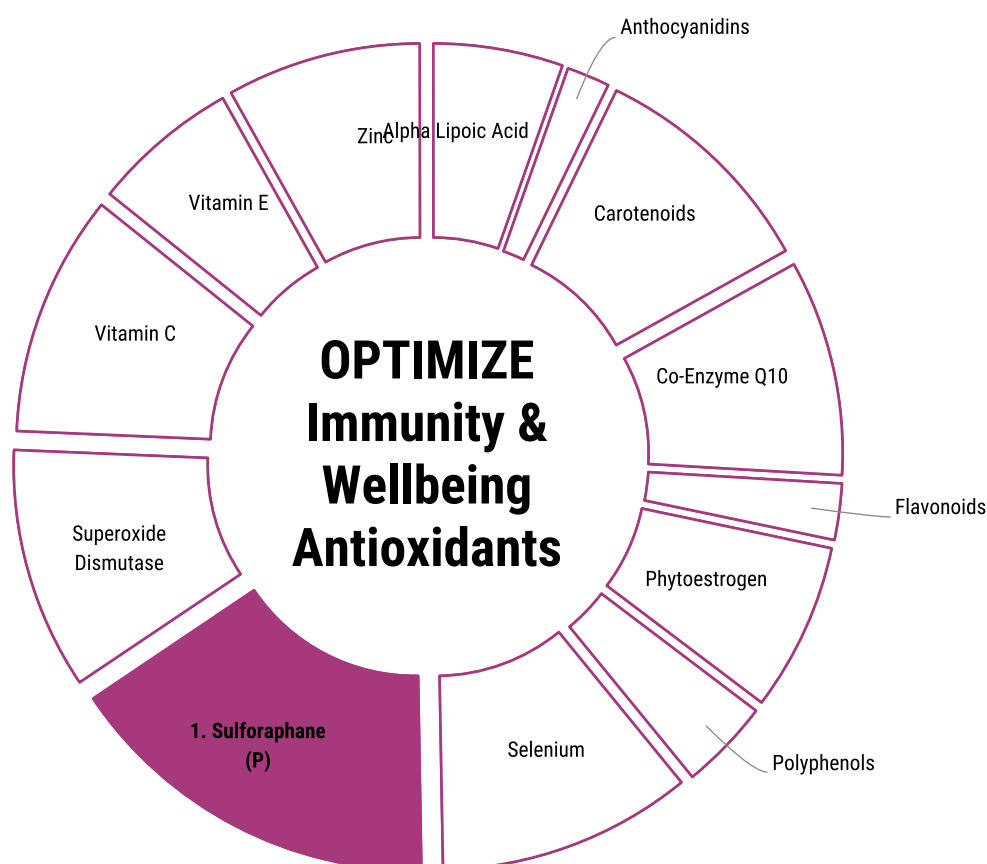 Anthocyanidins
Alpha Lipoic Acid
Zinc
Vitamin E
Carotenoids
Vitamin C
Co-Enzyme Q10
OPTIMIZE
Immunity &
Wellbeing
Antioxidants
Flavonoids
Superoxide
Dismutase
Phytoestrogen
1. Sulforaphane
(P)
Selenium
Polyphenols